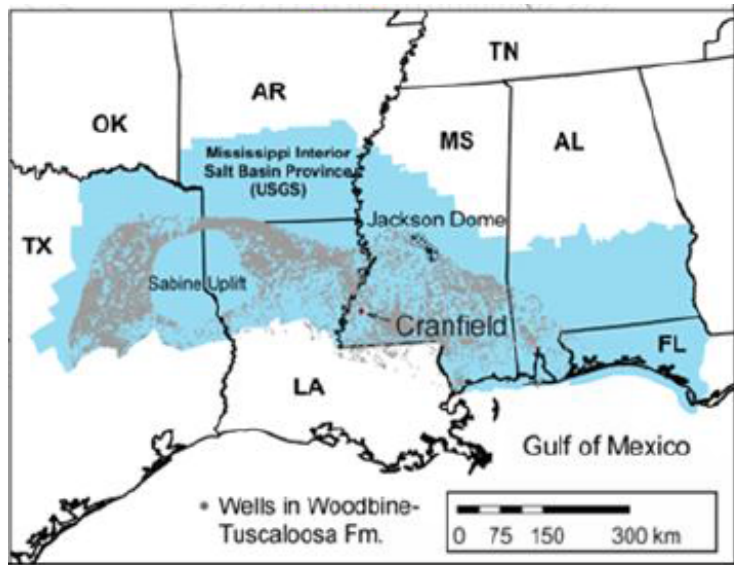 TN
AR
OK
MS
AL
Mississippi Interior
Salt Basin Province
(USGS)
Jackson Dome
TX
Sabine Uplift
Cranfield
FL
LA
Gulf of Mexico
• Wells in Woodbine-
Tuscaloosa Fm.
0 75 150 300 km